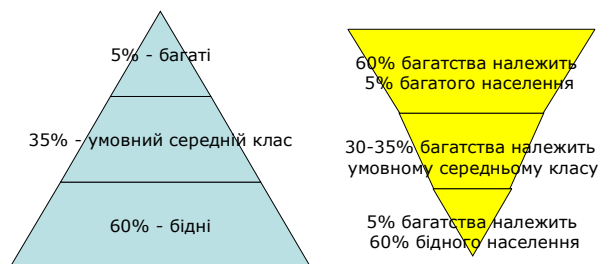 5% - багаті
35% - умовний середній клас
60% - бідні
60% багатства належить
5% багатого населення
30-35% багатства належить
умовному середньому класу
5% багатства належить
60% бідного населення